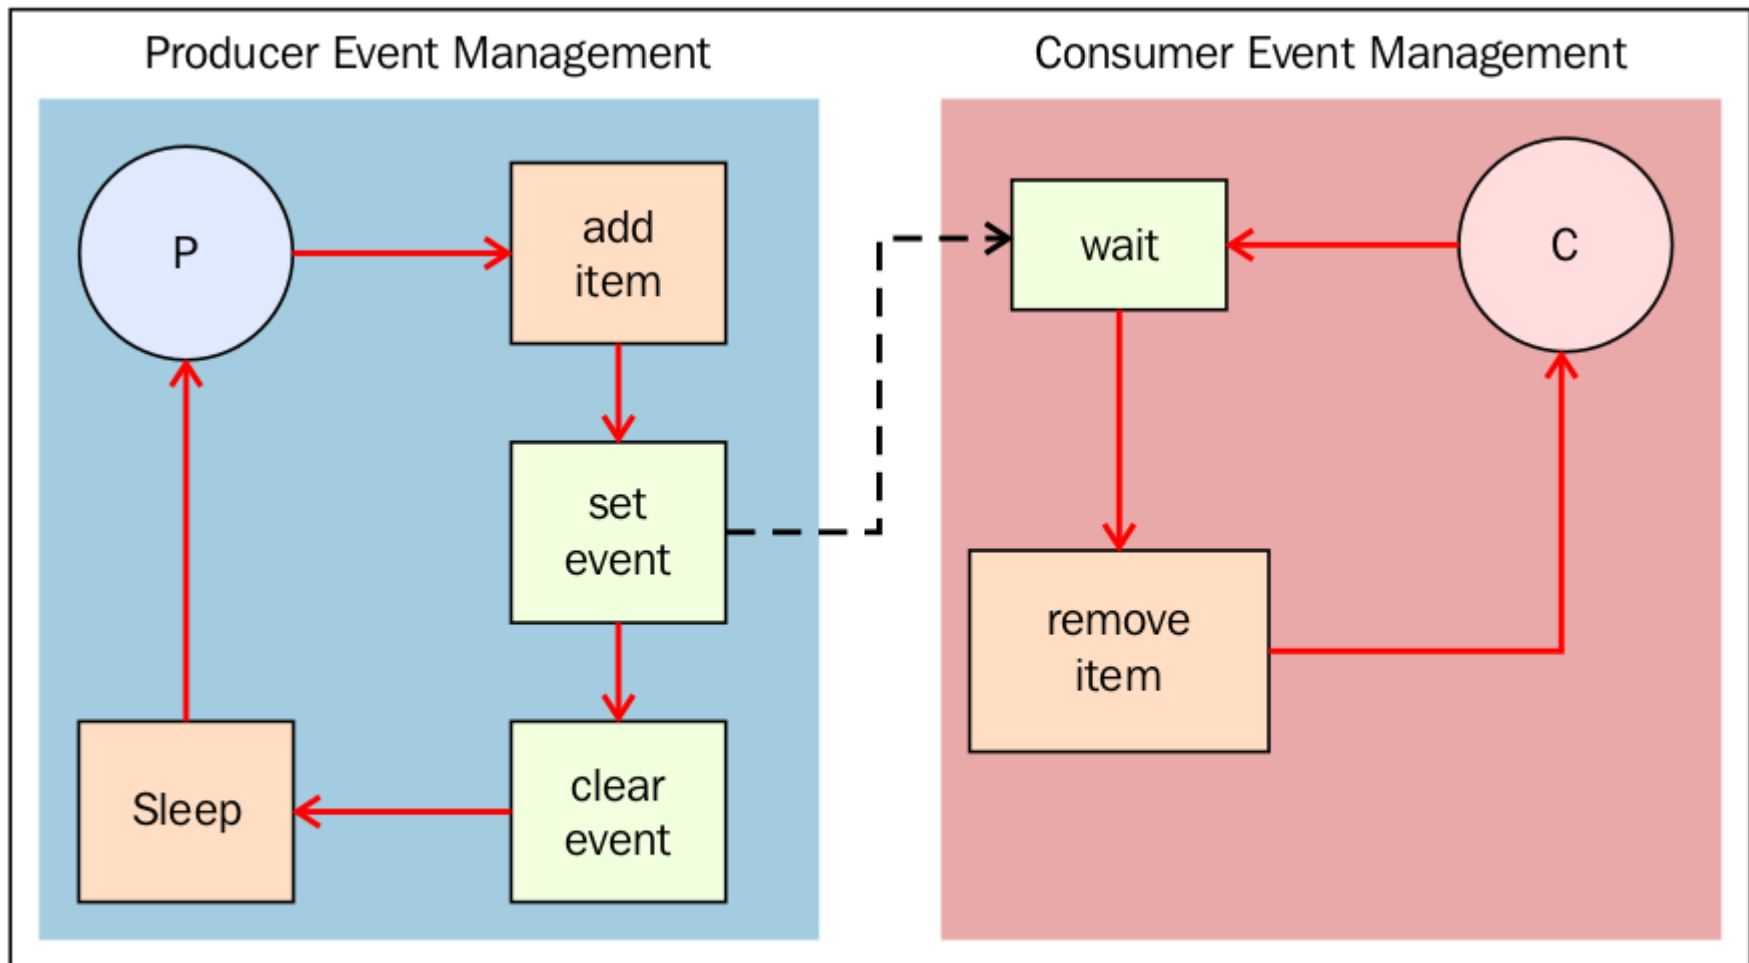 Producer Event Management
Consumer Event Management
P
add
item
set
event
clear
event
Sleep
wait
C
remove
item